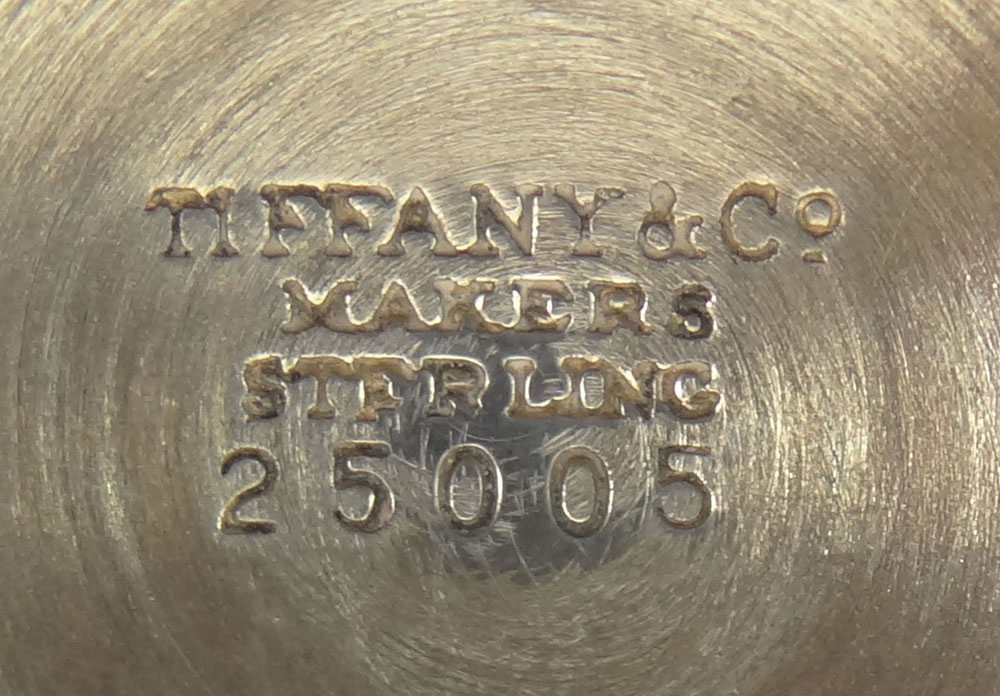 TIFFANY & Cº
MAKERS
STERLING
25005